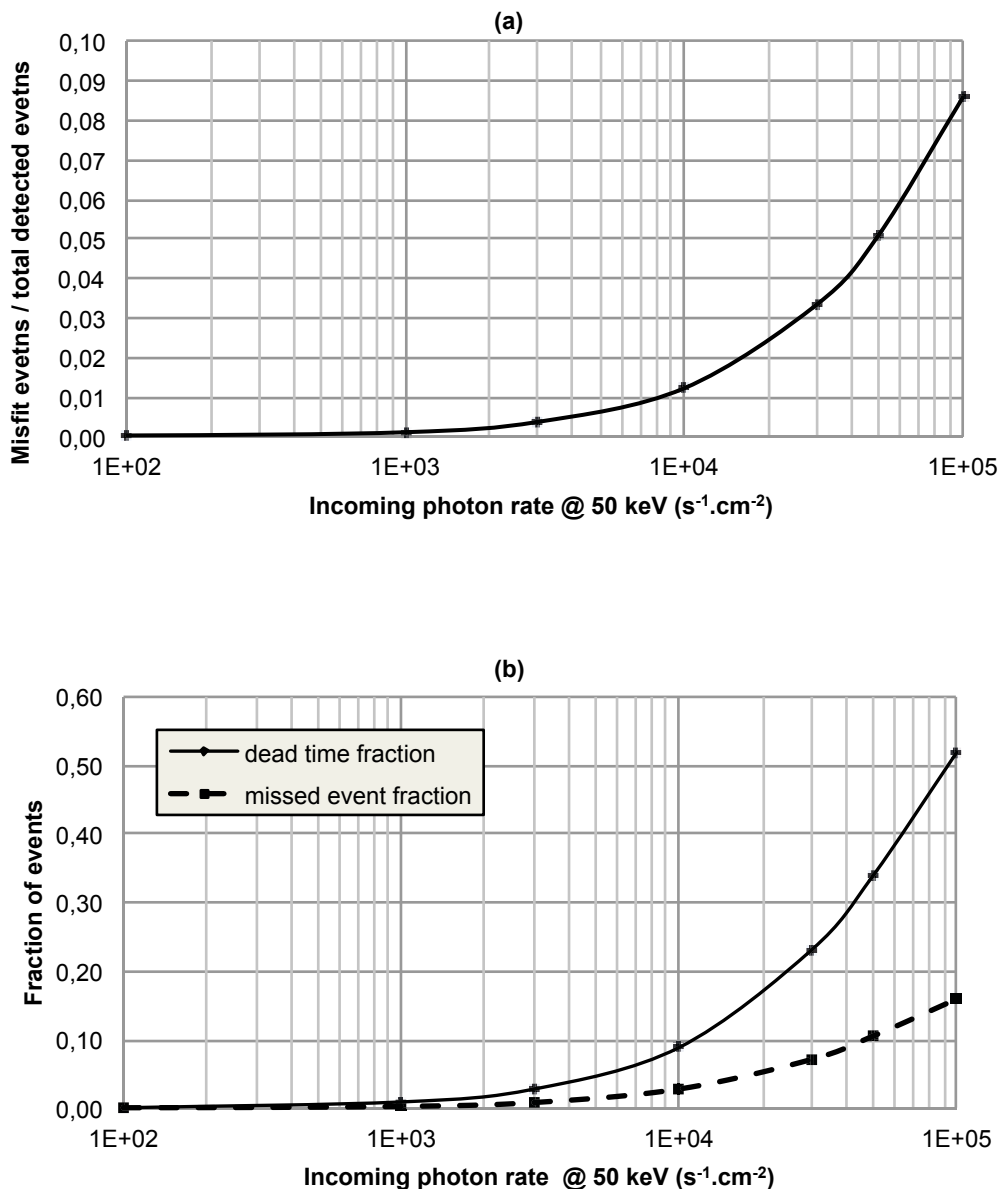 (a)
Misfit evetns / total detected evetns
0,10
0,09
0,08
0,07
0,06
0,05
0,04
0,03
0,02
0,01
0,00
1E+02 1E+03 1E+04 1E+05
Incoming photon rate @ 50 keV (s⁻¹.cm⁻²)
(b)
Fraction of events
0,60
0,50
0,40
0,30
0,20
0,10
0,00
dead time fraction
missed event fraction
1E+02 1E+03 1E+04 1E+05
Incoming photon rate @ 50 keV (s⁻¹.cm⁻²)